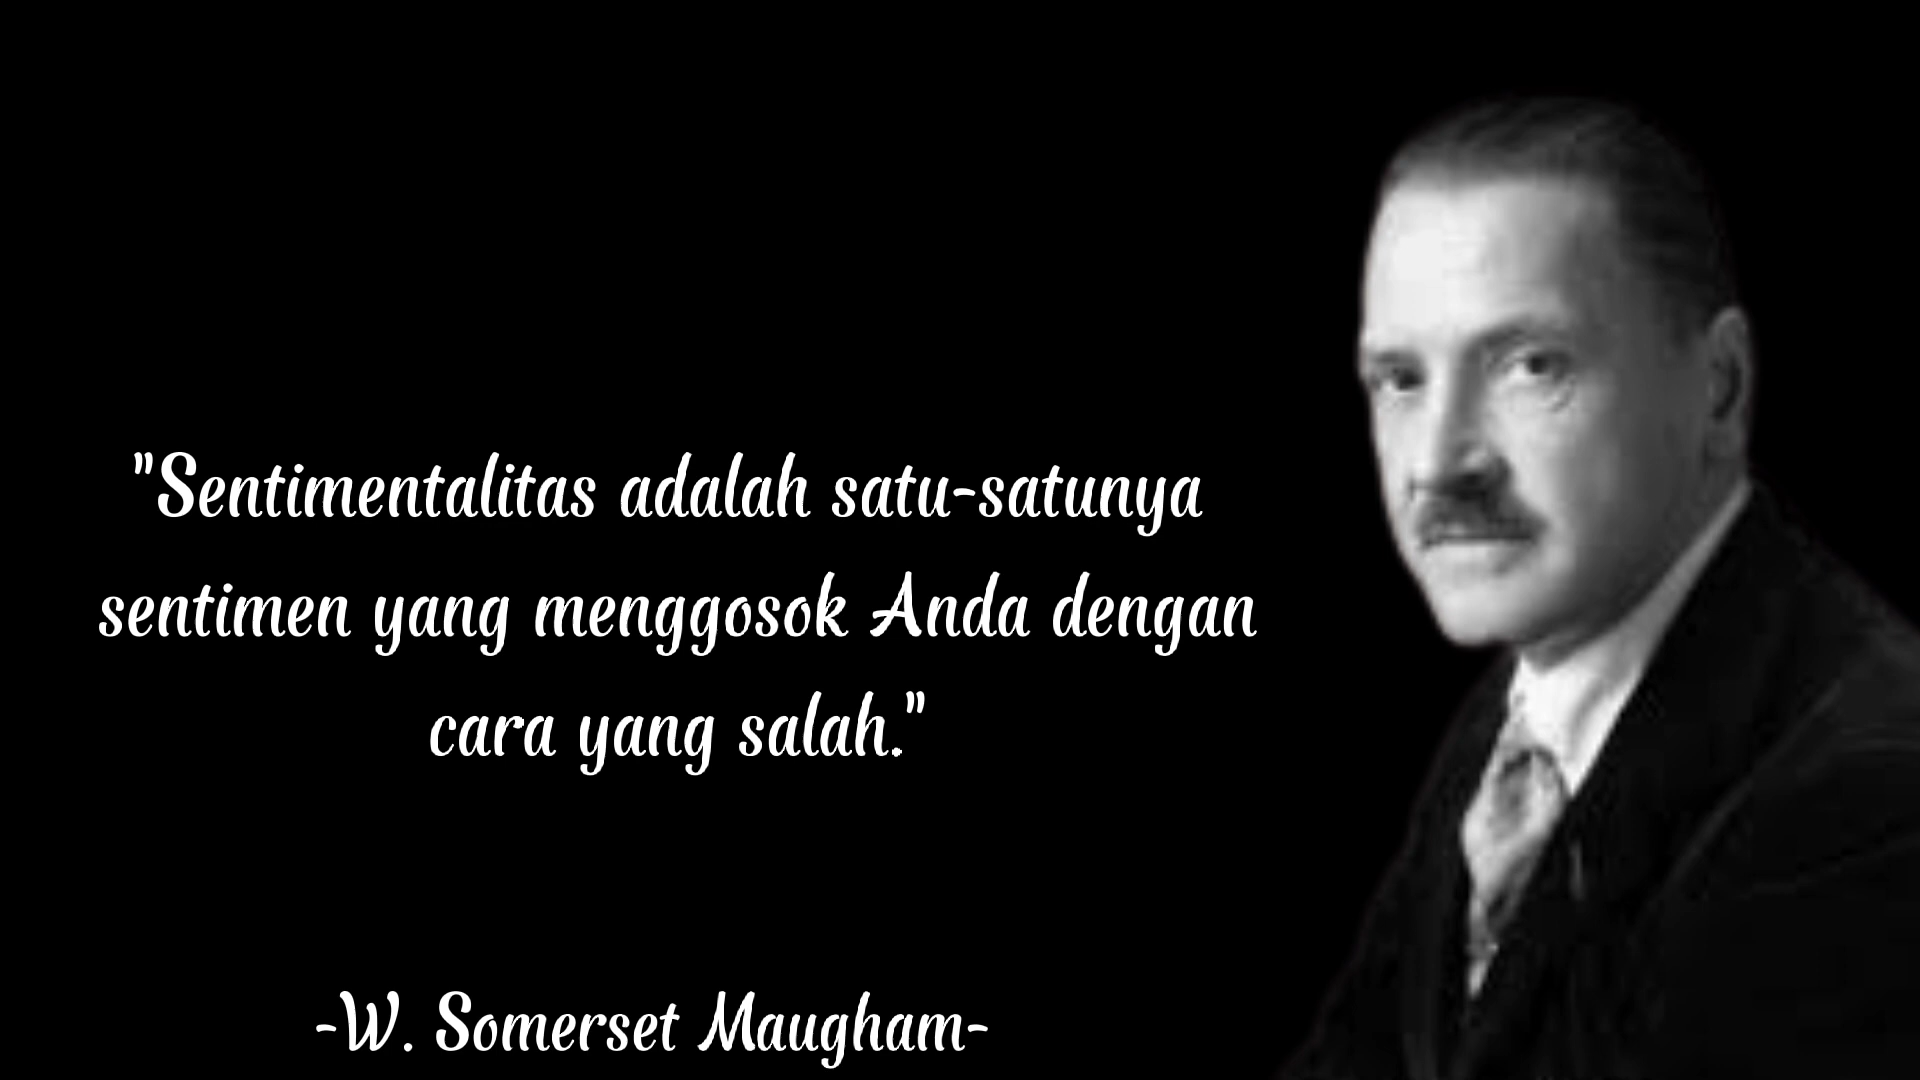 "Sentimentalitas adalah satu-satunya
sentimen yang menggosok Anda dengan
cara yang salah."
-W. Somerset Maugham-